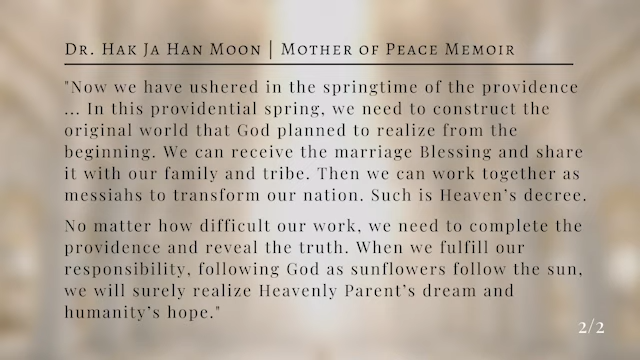 Dr. Hak Ja Han Moon | Mother of Peace Memoir
"Now we have ushered in the springtime of the providence
... In this providential spring, we need to construct the
original world that God planned to realize from the
beginning. We can receive the marriage Blessing and share
it with our family and tribe. Then we can work together as
messiahs to transform our nation. Such is Heaven's decree.
No matter how difficult our work, we need to complete the
providence and reveal the truth. When we fulfill our
responsibility, following God as sunflowers follow the sun,
we will surely realize Heavenly Parent's dream and
humanity's hope."
2/2